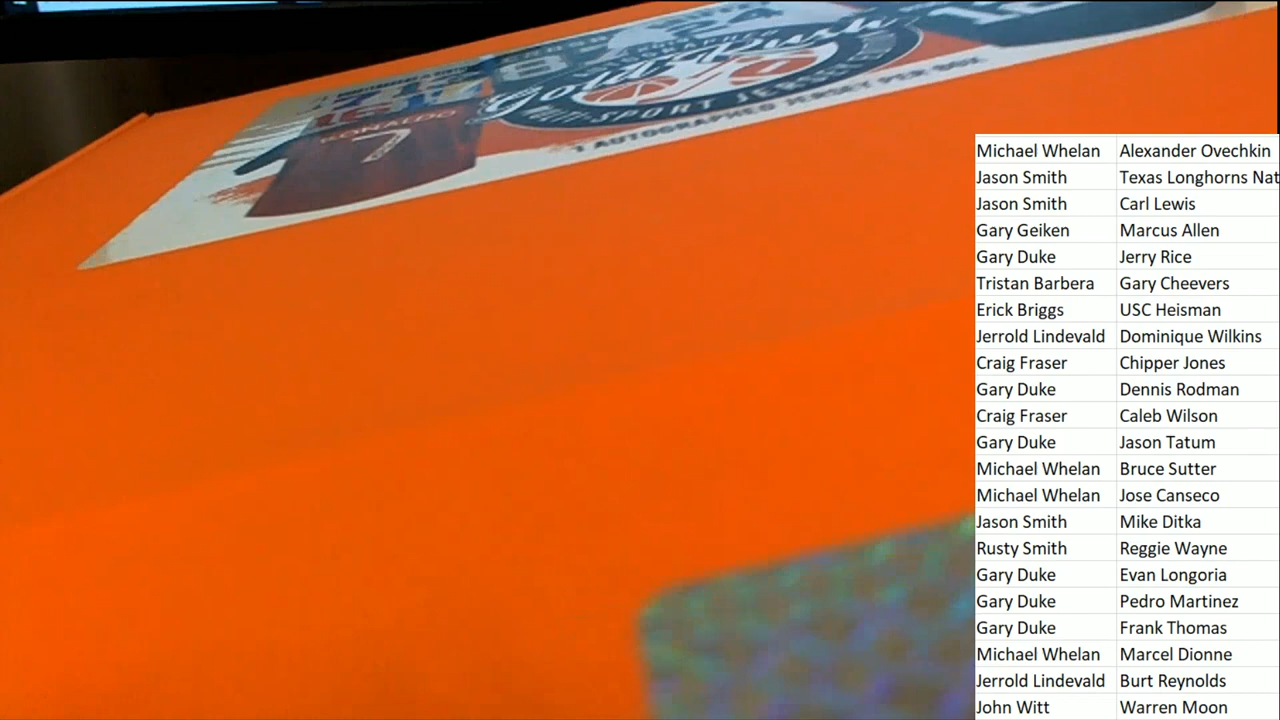 RONALDO
7
8
Gold Rush
MULTI-SPORT JERSEY
1 AUTOGRAPHED JERSEY PER BOX
Michael Whelan Alexander Ovechkin
Jason Smith Texas Longhorns Nat
Jason Smith Carl Lewis
Gary Geiken Marcus Allen
Gary Duke Jerry Rice
Tristan Barbera Gary Cheevers
Erick Briggs USC Heisman
Jerrold Lindevald Dominique Wilkins
Craig Fraser Chipper Jones
Gary Duke Dennis Rodman
Craig Fraser Caleb Wilson
Gary Duke Jason Tatum
Michael Whelan Bruce Sutter
Michael Whelan Jose Canseco
Jason Smith Mike Ditka
Rusty Smith Reggie Wayne
Gary Duke Evan Longoria
Gary Duke Pedro Martinez
Gary Duke Frank Thomas
Michael Whelan Marcel Dionne
Jerrold Lindevald Burt Reynolds
John Witt Warren Moon